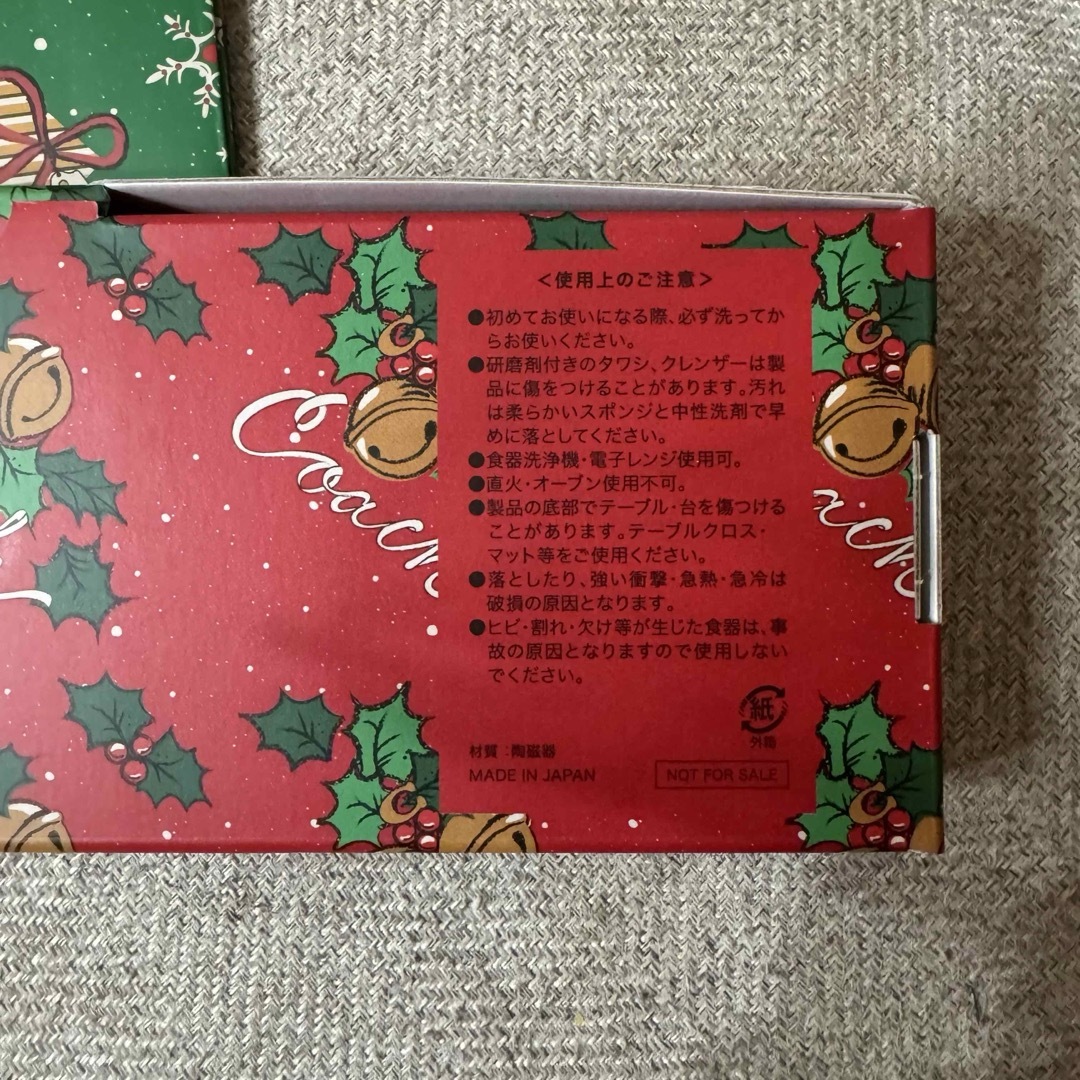 <使用上のご注意>
●初めてお使いになる際、必ず洗ってか
らお使いください。
●研磨剤付きのタワシ、クレンザーは製
品に傷をつけることがあります。汚れ
は柔らかいスポンジと中性洗剤で早
めに落としてください。
●食器洗浄機・電子レンジ使用可。
●直火・オーブン使用不可。
●製品の底部でテーブル・台を傷つける
ことがあります。テーブルクロス・
マット等をご使用ください。
●落としたり、強い衝撃・急熱・急冷は
破損の原因となります。
●ヒビ・割れ・欠け等が生じた食器は、事
故の原因となりますので使用しない
でください。
紙
外箱
材質:陶磁器
MADE IN JAPAN
NOT FOR SALE
Coach